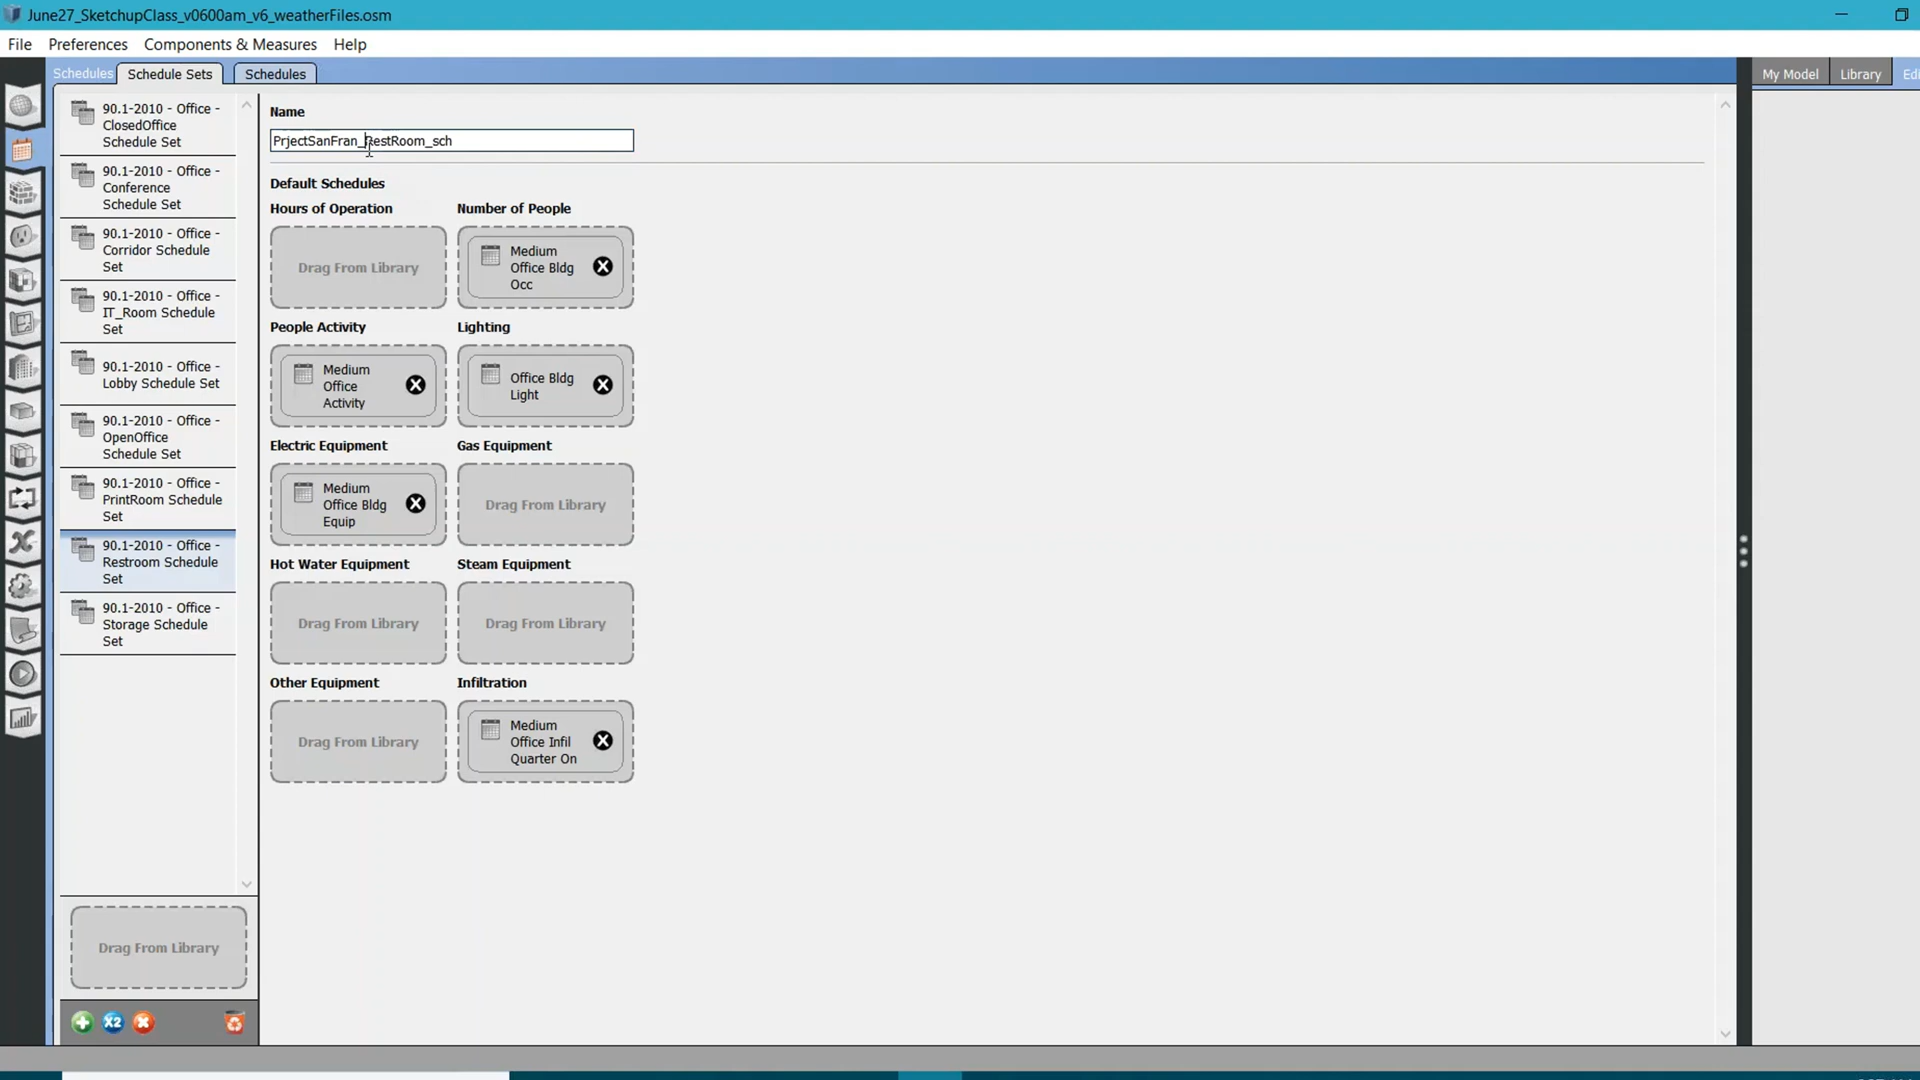 June27_SketchupClass_v0600am_v6_weatherFiles.osm
File Preferences Components & Measures Help
Schedules Schedule Sets Schedules My Model Library Edi
90.1-2010 - Office -
ClosedOffice
Schedule Set
90.1-2010 - Office -
Conference
Schedule Set
90.1-2010 - Office -
Corridor Schedule
Set
90.1-2010 - Office -
IT_Room Schedule
Set
90.1-2010 - Office -
Lobby Schedule Set
90.1-2010 - Office -
OpenOffice
Schedule Set
90.1-2010 - Office -
PrintRoom Schedule
Set
90.1-2010 - Office -
Restroom Schedule
Set
90.1-2010 - Office -
Storage Schedule
Set
Drag From Library
X2
Name
PrjectSanFran_RestRoom_sch
Default Schedules
Hours of Operation Number of People
Drag From Library
Medium
Office Bldg
Occ
People Activity Lighting
Medium
Office
Activity
Office Bldg
Light
Electric Equipment Gas Equipment
Medium
Office Bldg
Equip
Drag From Library
Hot Water Equipment Steam Equipment
Drag From Library Drag From Library
Other Equipment Infiltration
Drag From Library
Medium
Office Infil
Quarter On